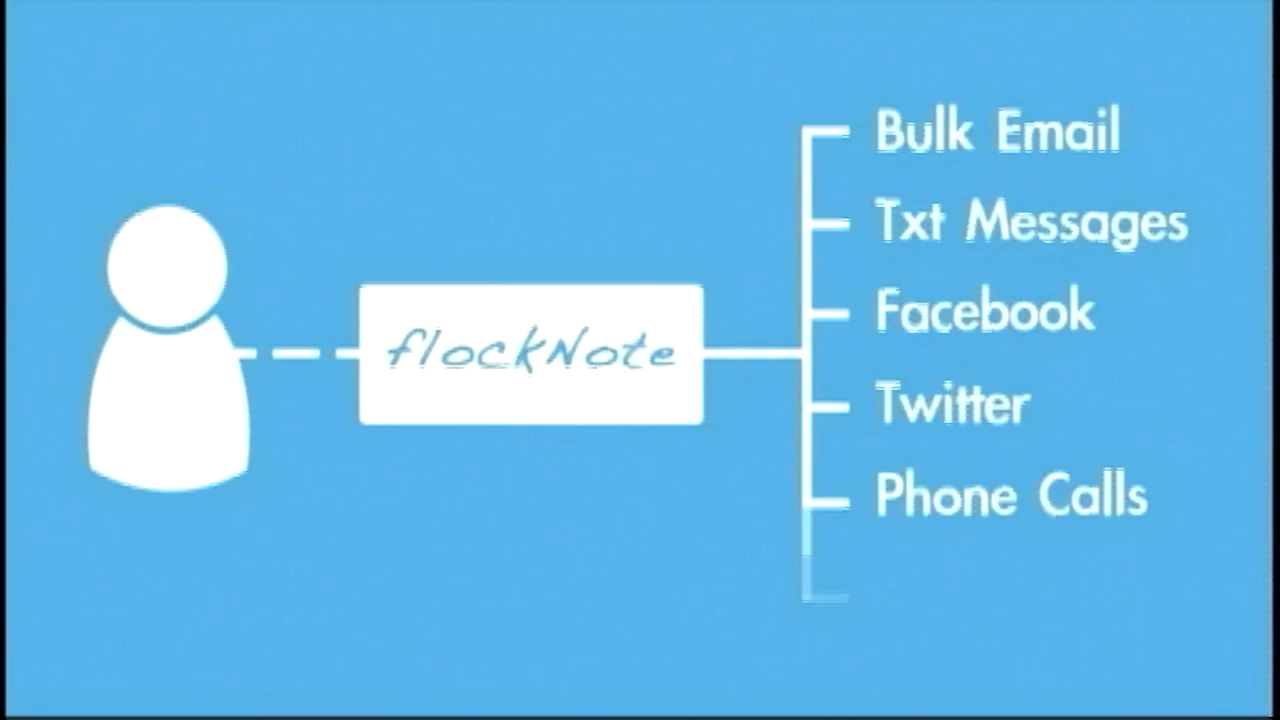 flockNote
Bulk Email
Txt Messages
Facebook
Twitter
Phone Calls